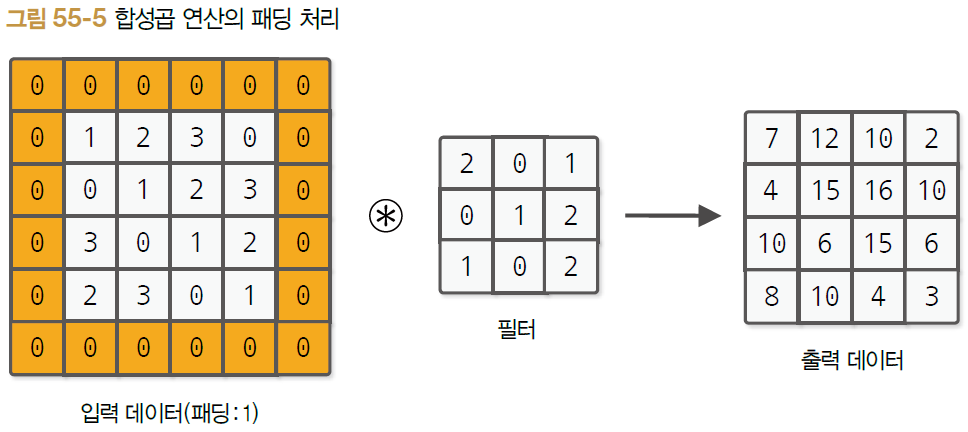 그림 55-5 합성곱 연산의 패딩 처리
0 0 0 0 0 0
0 1 2 3 0 0
0 0 1 2 3 0
0 3 0 1 2 0
0 2 3 0 1 0
0 0 0 0 0 0
입력 데이터(패딩:1)
⊛
2 0 1
0 1 2
1 0 2
필터
7 12 10 2
4 15 16 10
10 6 15 6
8 10 4 3
출력 데이터